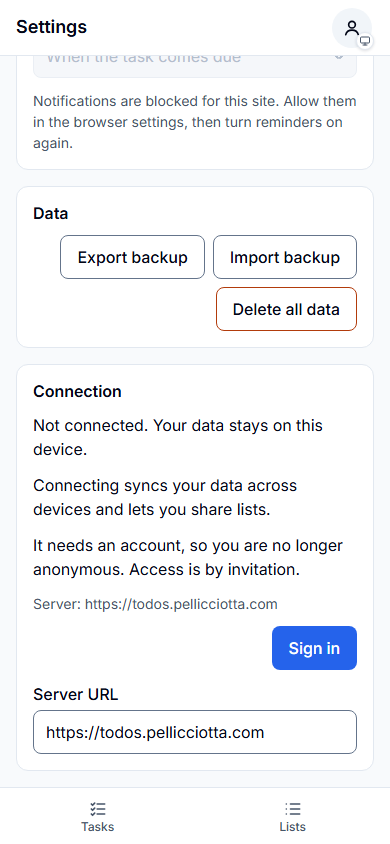 Settings
When the task comes due
Notifications are blocked for this site. Allow them
in the browser settings, then turn reminders on
again.
Data
Export backup
Import backup
Delete all data
Connection
Not connected. Your data stays on this
device.
Connecting syncs your data across
devices and lets you share lists.
It needs an account, so you are no longer
anonymous. Access is by invitation.
Server: https://todos.pellicciotta.com
Sign in
Server URL
https://todos.pellicciotta.com
Tasks
Lists